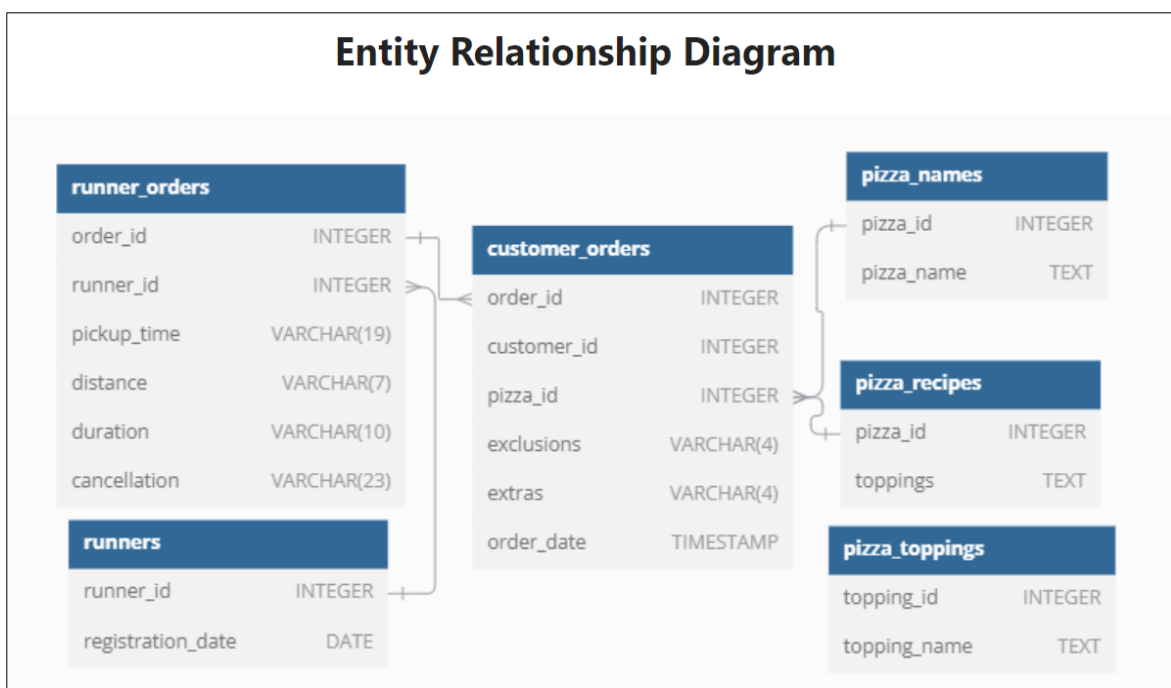 Entity Relationship Diagram
runner_orders
order_id INTEGER
runner_id INTEGER
pickup_time VARCHAR(19)
distance VARCHAR(7)
duration VARCHAR(10)
cancellation VARCHAR(23)
runners
runner_id INTEGER
registration_date DATE
customer_orders
order_id INTEGER
customer_id INTEGER
pizza_id INTEGER
exclusions VARCHAR(4)
extras VARCHAR(4)
order_date TIMESTAMP
pizza_names
pizza_id INTEGER
pizza_name TEXT
pizza_recipes
pizza_id INTEGER
toppings TEXT
pizza_toppings
topping_id INTEGER
topping_name TEXT